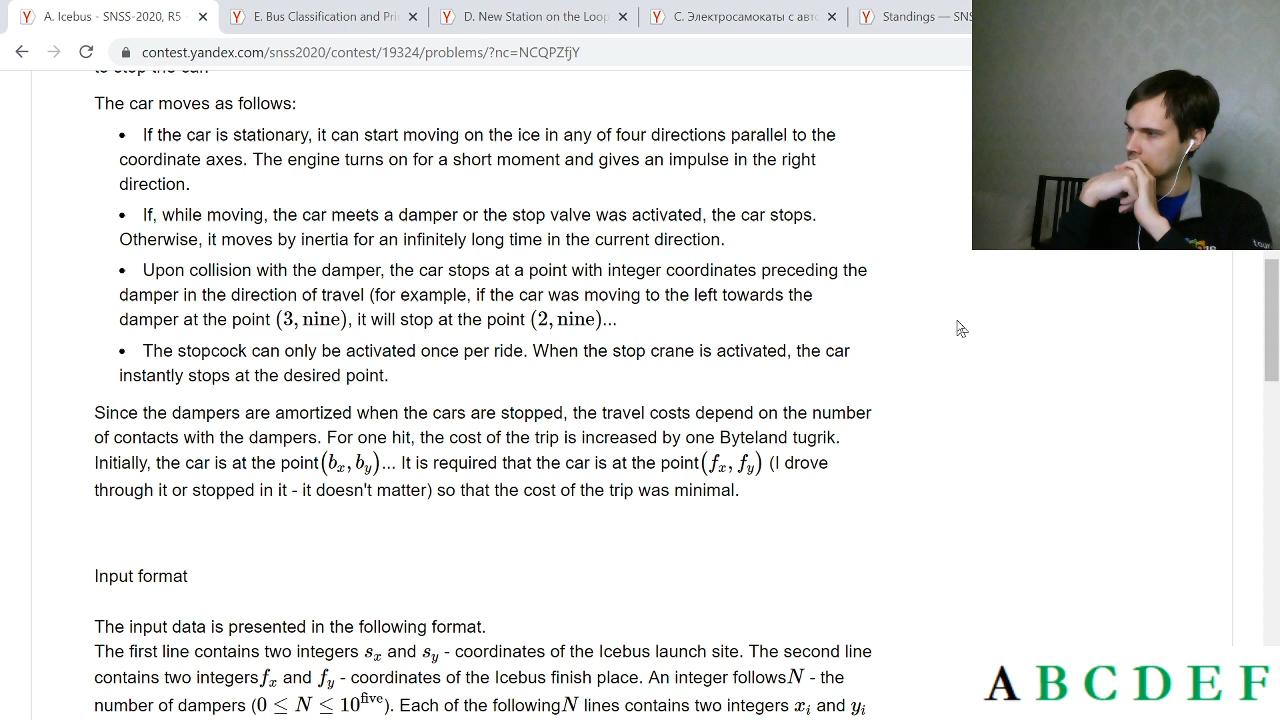 A. Icebus - SNSS-2020, R5
E. Bus Classification and Pri
D. New Station on the Loop
С. Электросамокаты с авто
Standings — SNS
contest.yandex.com/snss2020/contest/19324/problems/?nc=NCQPZfjY
to stop the car.
The car moves as follows:
• If the car is stationary, it can start moving on the ice in any of four directions parallel to the
coordinate axes. The engine turns on for a short moment and gives an impulse in the right
direction.
• If, while moving, the car meets a damper or the stop valve was activated, the car stops.
Otherwise, it moves by inertia for an infinitely long time in the current direction.
• Upon collision with the damper, the car stops at a point with integer coordinates preceding the
damper in the direction of travel (for example, if the car was moving to the left towards the
damper at the point (3, nine), it will stop at the point (2, nine)...
• The stopcock can only be activated once per ride. When the stop crane is activated, the car
instantly stops at the desired point.
Since the dampers are amortized when the cars are stopped, the travel costs depend on the number
of contacts with the dampers. For one hit, the cost of the trip is increased by one Byteland tugrik.
Initially, the car is at the point(bx, by)... It is required that the car is at the point(fx, fy) (I drove
through it or stopped in it - it doesn't matter) so that the cost of the trip was minimal.
Input format
The input data is presented in the following format.
The first line contains two integers sx and sy - coordinates of the Icebus launch site. The second line
contains two integersfx and fy - coordinates of the Icebus finish place. An integer followsN - the
number of dampers (0 ≤ N ≤ 10^five). Each of the followingN lines contains two integers xi and yi
A B C D E F